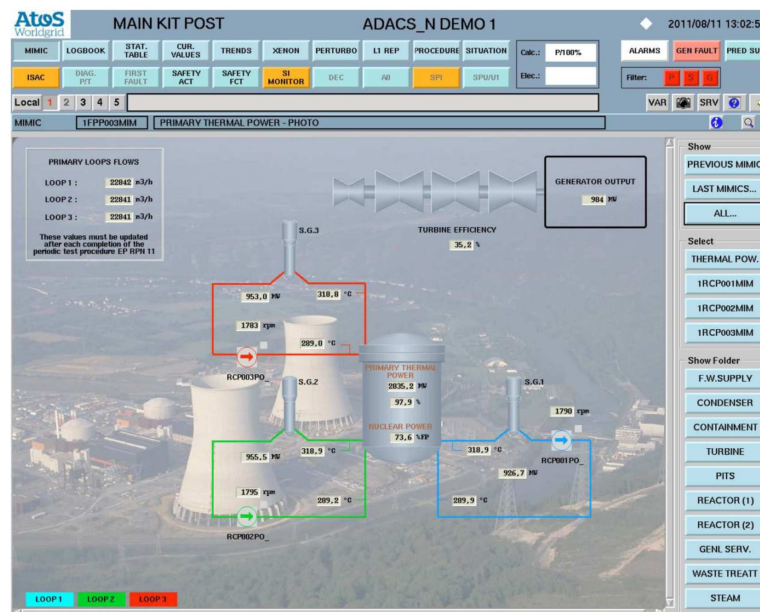 Atos
Worldgrid
MAIN KIT POST
ADACS_N DEMO 1
2011/08/11 13:02:5
MIMIC
LOGBOOK
STAT.
TABLE
CUR.
VALUES
TRENDS
XENON
PERTURBO
L1 REP
PROCEDURE
SITUATION
Calc.:
P/100%
ALARMS
GEN FAULT
PRED SU
ISAC
DIAG.
P/T
FIRST
FAULT
SAFETY
ACT
SAFETY
FCT
SI
MONITOR
DEC
A0
SPI
SPU/U1
Elec.:
Filter:
P
S
G
Local
1
2
3
4
5
VAR
SRV
MIMIC
1FPP003MIM
PRIMARY THERMAL POWER - PHOTO
PRIMARY LOOPS FLOWS
LOOP 1 : 22842 m3/h
LOOP 2 : 22841 m3/h
LOOP 3 : 22841 m3/h
These values must be updated
after each completion of the
periodic test procedure EP RPN 11
GENERATOR OUTPUT
984 MW
TURBINE EFFICIENCY
35,2 %
S.G.3
953,0 MW
318,8 °C
1783 rpm
289,0 °C
RCP003PO_
PRIMARY THERMAL
POWER
2835,2 MW
97,9 %
NUCLEAR POWER
73,6 %FP
S.G.2
955,5 MW
318,9 °C
1795 rpm
289,2 °C
RCP002PO_
S.G.1
1790 rpm
318,9 °C
RCP001PO_
926,7 MW
289,9 °C
LOOP 1
LOOP 2
LOOP 3
Show
PREVIOUS MIMIC
LAST MIMICS...
ALL...
Select
THERMAL POW.
1RCP001MIM
1RCP002MIM
1RCP003MIM
Show Folder
F.W.SUPPLY
CONDENSER
CONTAINMENT
TURBINE
PITS
REACTOR (1)
REACTOR (2)
GENL SERV.
WASTE TREATT
STEAM